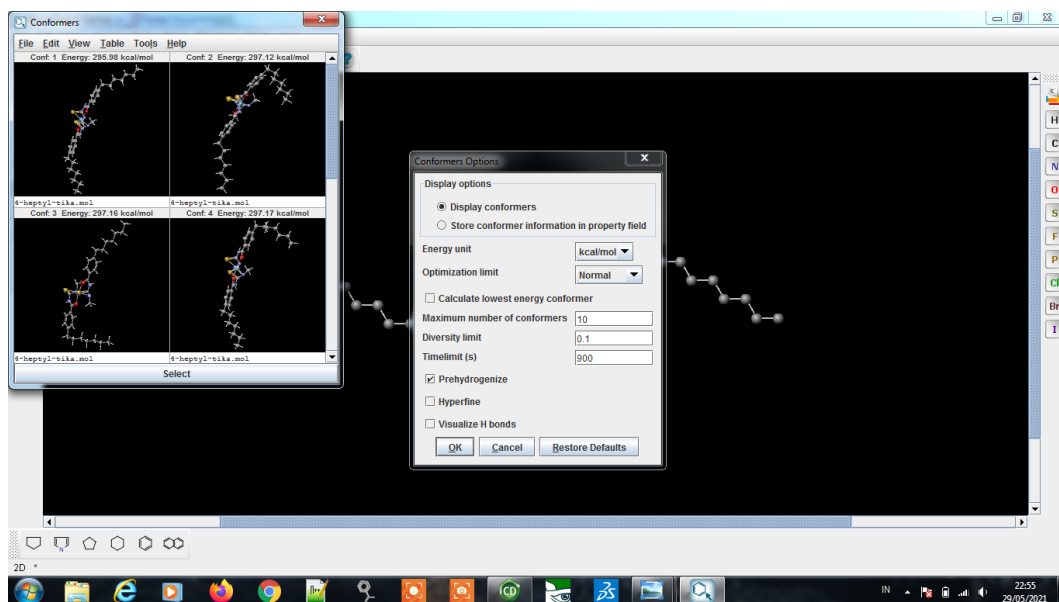 Conformers
File Edit View Table Tools Help
Conf: 1 Energy: 295.98 kcal/mol
Conf: 2 Energy: 297.12 kcal/mol
4-heptyl-tika.mol
4-heptyl-tika.mol
Conf: 3 Energy: 297.16 kcal/mol
Conf: 4 Energy: 297.17 kcal/mol
4-heptyl-tika.mol
4-heptyl-tika.mol
Select
Conformers Options
Display options
Display conformers
Store conformer information in property field
Energy unit kcal/mol
Optimization limit Normal
Calculate lowest energy conformer
Maximum number of conformers 10
Diversity limit 0.1
Timelimit (s) 900
Prehydrogenize
Hyperfine
Visualize H bonds
OK Cancel Restore Defaults
H
C
N
O
S
F
P
Cl
Br
I
N
2D *
IN
22:55
29/05/2021